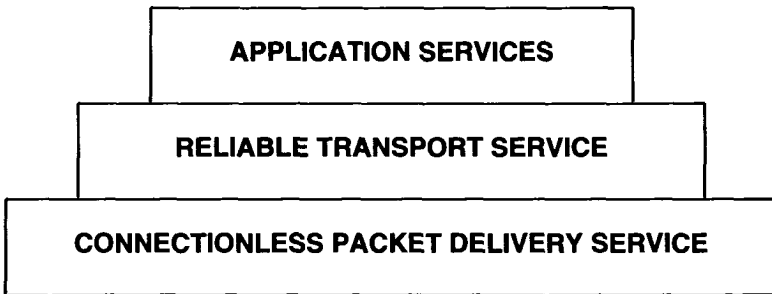 APPLICATION SERVICES
RELIABLE TRANSPORT SERVICE
CONNECTIONLESS PACKET DELIVERY SERVICE